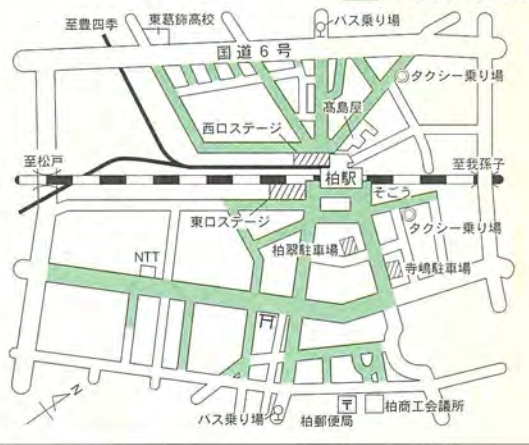 至豊四季
東葛飾高校
バス乗り場
国道6号
タクシー乗り場
髙島屋
西口ステージ
至松戸
柏駅
至我孫子
そごう
東口ステージ
タクシー乗り場
柏翠駐車場
NTT
寺嶋駐車場
N
バス乗り場
柏郵便局
〒
柏商工会議所